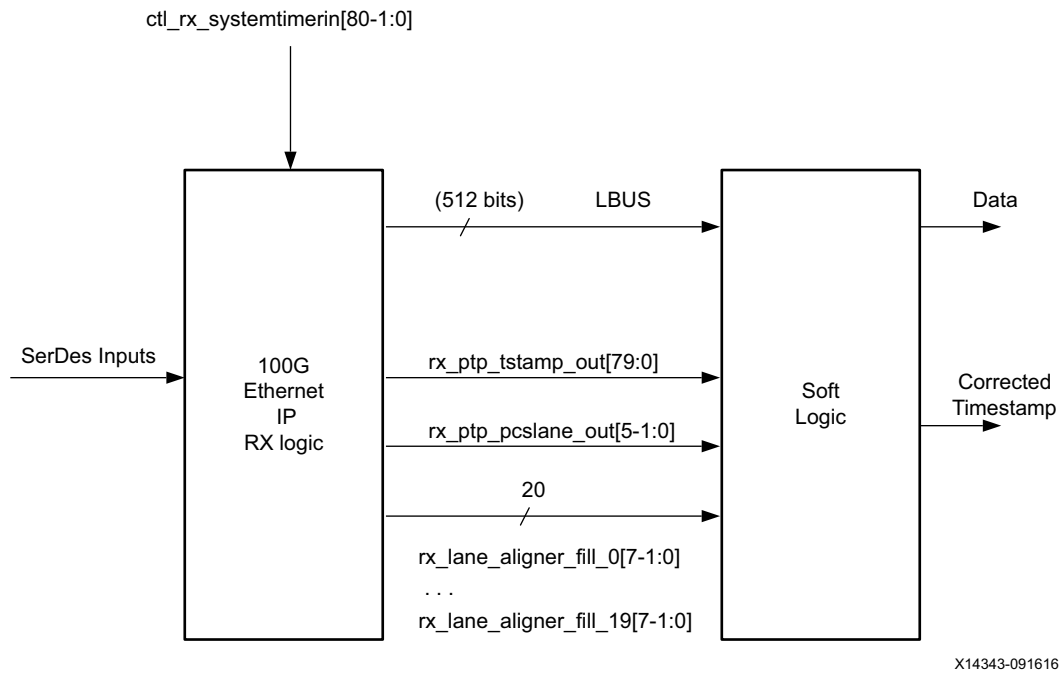 ctl_rx_systemtimerin[80-1:0]
(512 bits) LBUS
Data
SerDes Inputs
100G
Ethernet
IP
RX logic
rx_ptp_tstamp_out[79:0]
rx_ptp_pcslane_out[5-1:0]
20
rx_lane_aligner_fill_0[7-1:0]
. . .
rx_lane_aligner_fill_19[7-1:0]
Soft
Logic
Corrected
Timestamp
X14343-091616